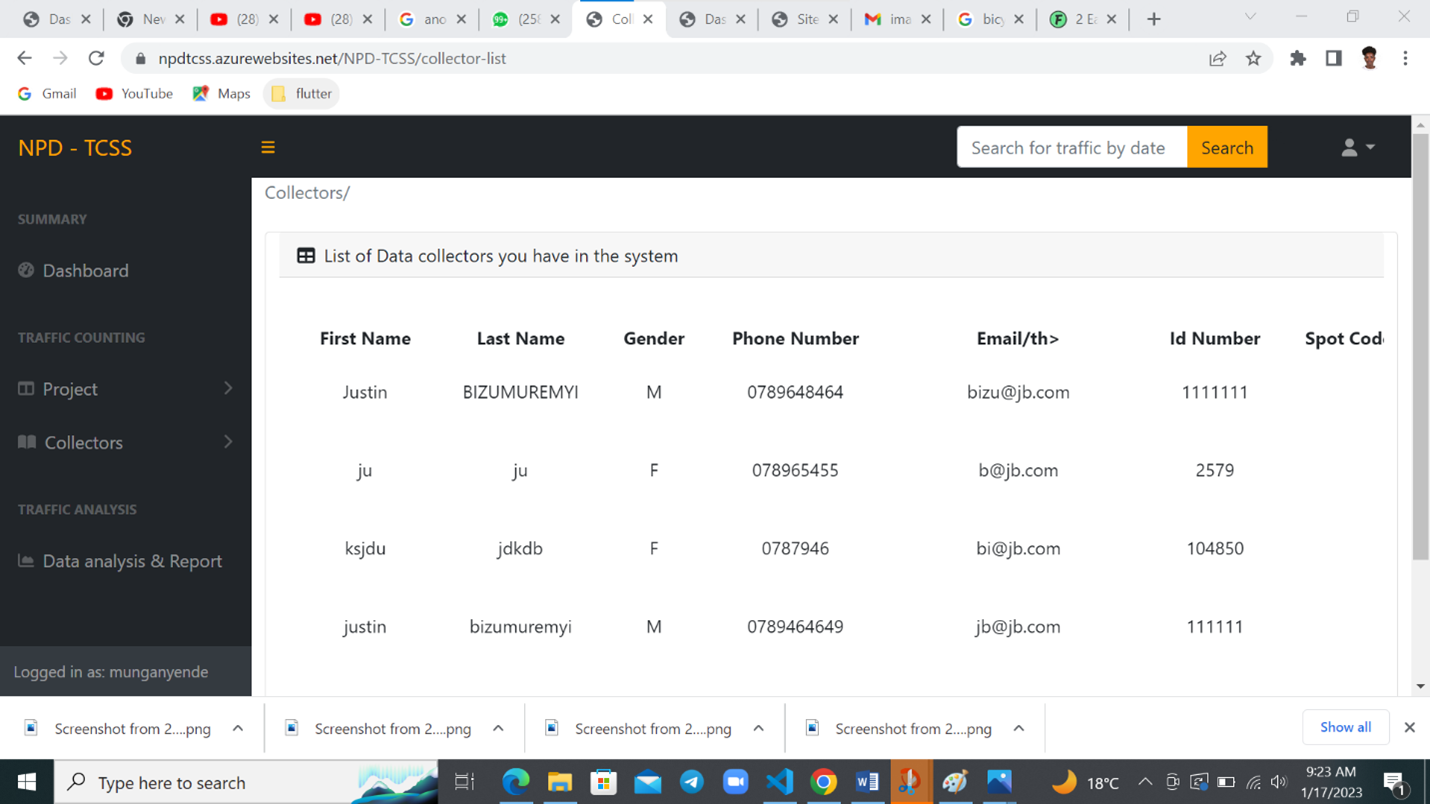 Das
Nev
(28)
(28)
ano
(258
Coll
Das
Site
ima
bicy
2 Ea
npdtcss.azurewebsites.net/NPD-TCSS/collector-list
Gmail YouTube Maps flutter
NPD - TCSS
Search for traffic by date Search
Collectors/
SUMMARY
Dashboard
TRAFFIC COUNTING
Project
Collectors
TRAFFIC ANALYSIS
Data analysis & Report
Logged in as: munganyende
List of Data collectors you have in the system
First Name Last Name Gender Phone Number Email/th> Id Number Spot Code
Justin BIZUMUREMYI M 0789648464 bizu@jb.com 1111111
ju ju F 078965455 b@jb.com 2579
ksjdu jdkdb F 0787946 bi@jb.com 104850
justin bizumuremyi M 0789464649 jb@jb.com 111111
Screenshot from 2....png Screenshot from 2....png Screenshot from 2....png Screenshot from 2....png Show all
Type here to search
18°C
9:23 AM
1/17/2023
1